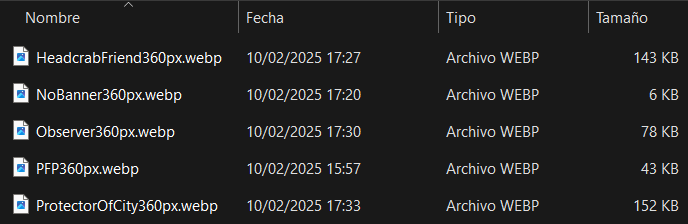 Nombre Fecha Tipo Tamaño
HeadcrabFriend360px.webp 10/02/2025 17:27 Archivo WEBP 143 KB
NoBanner360px.webp 10/02/2025 17:20 Archivo WEBP 6 KB
Observer360px.webp 10/02/2025 17:30 Archivo WEBP 78 KB
PFP360px.webp 10/02/2025 15:57 Archivo WEBP 43 KB
ProtectorOfCity360px.webp 10/02/2025 17:33 Archivo WEBP 152 KB